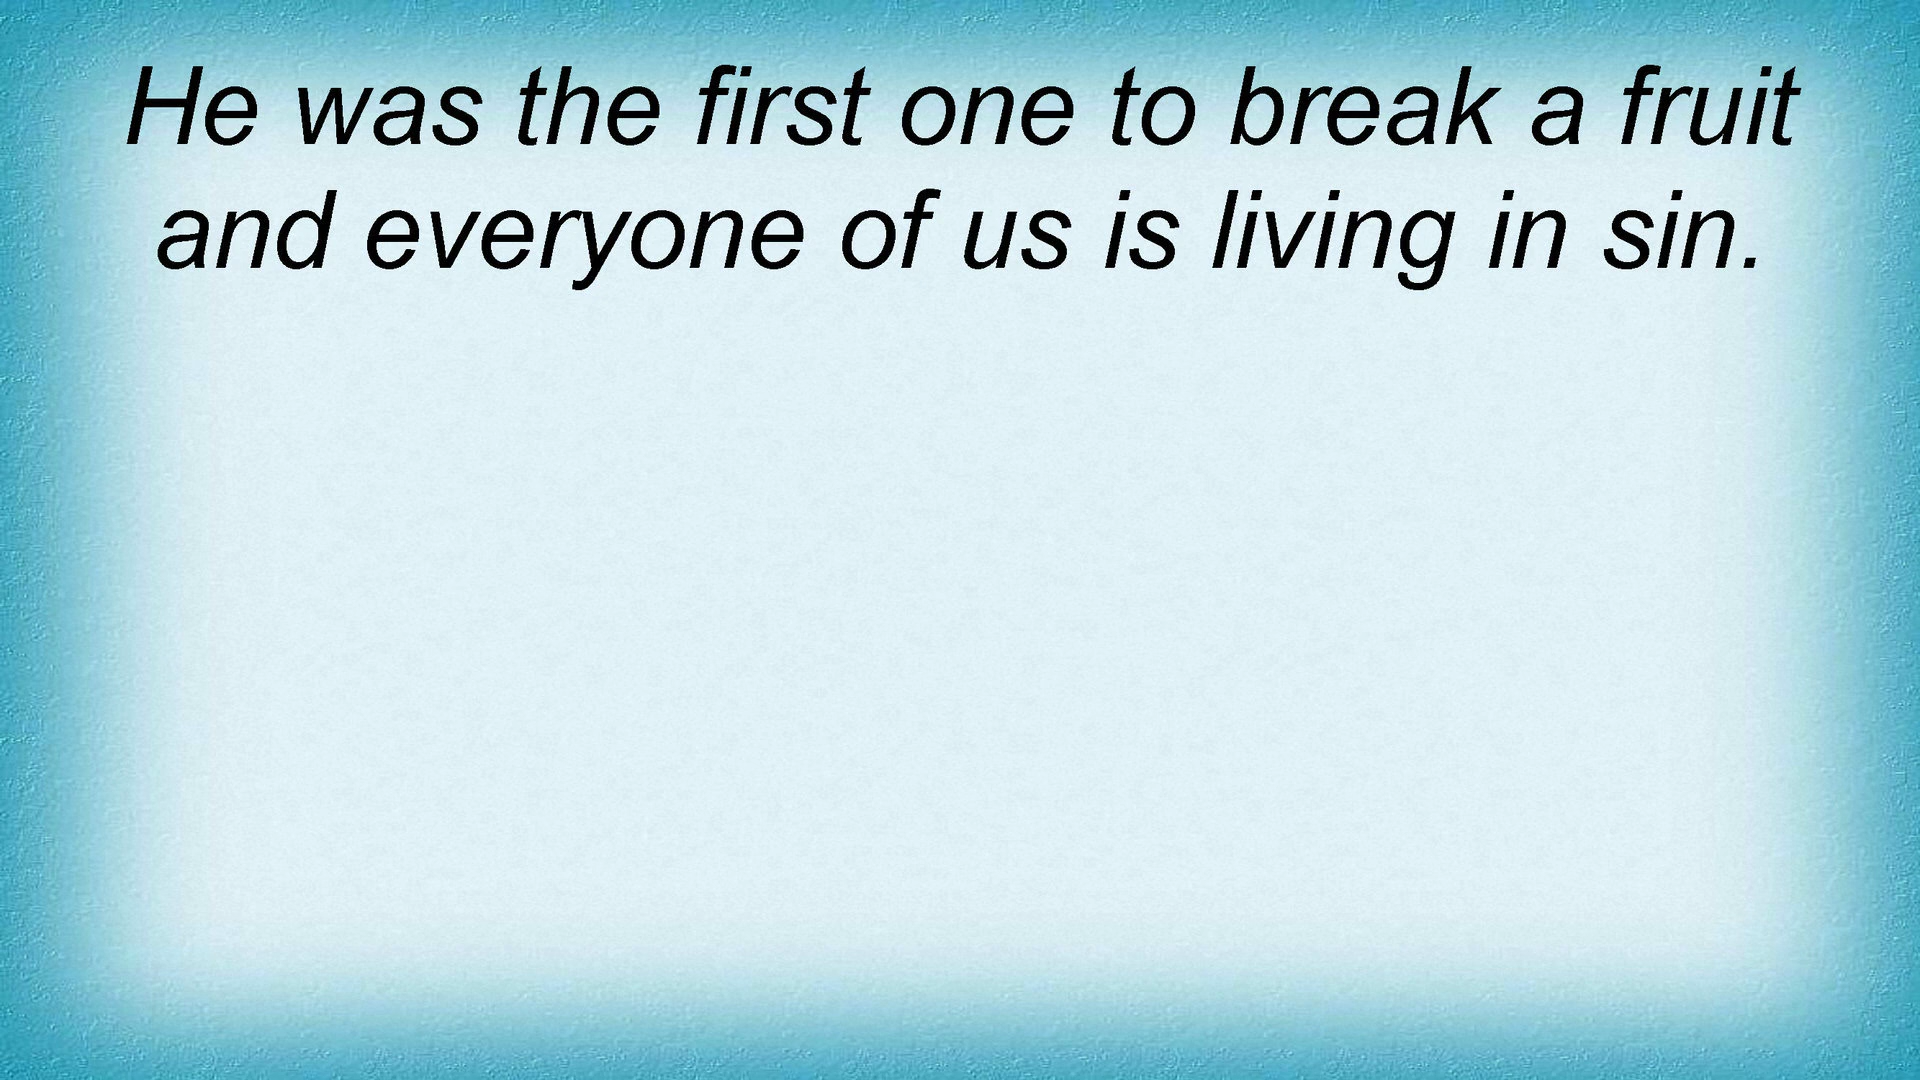 He was the first one to break a fruit
and everyone of us is living in sin.